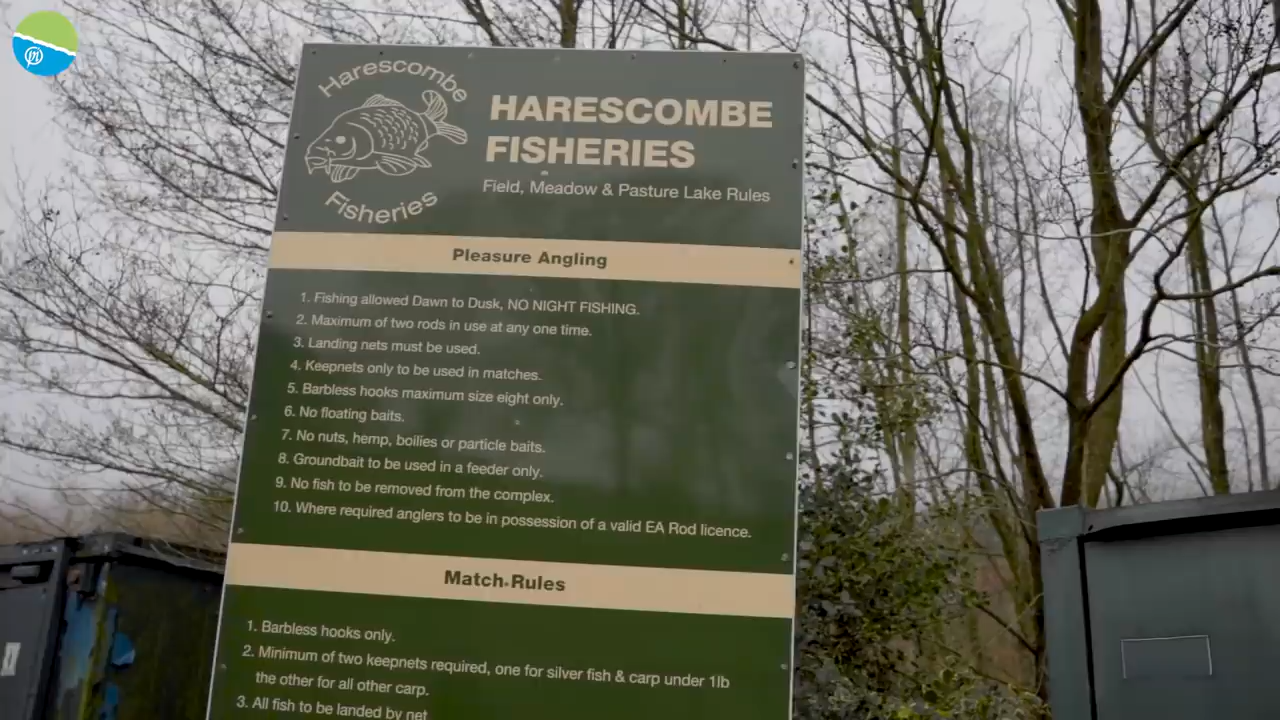 Harescombe
Fisheries
HARESCOMBE
FISHERIES
Field, Meadow & Pasture Lake Rules
Pleasure Angling
1. Fishing allowed Dawn to Dusk, NO NIGHT FISHING.
2. Maximum of two rods in use at any one time.
3. Landing nets must be used.
4. Keepnets only to be used in matches.
5. Barbless hooks maximum size eight only.
6. No floating baits.
7. No nuts, hemp, boilies or particle baits.
8. Groundbait to be used in a feeder only.
9. No fish to be removed from the complex.
10. Where required anglers to be in possession of a valid EA Rod licence.
Match Rules
1. Barbless hooks only.
2. Minimum of two keepnets required, one for silver fish & carp under 1lb
the other for all other carp.
3. All fish to be landed by net